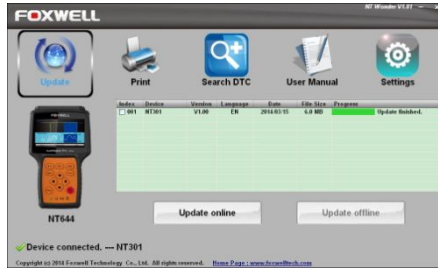 FOXWELL
NT Wonder V1.01
Update Print Search DTC User Manual Settings
Index Device Version Language Date File Size Progress
001 NT301 V1.00 EN 2014/03/15 6.0 MB Update finished.
NT644
Update online Update offline
Device connected. --- NT301
Copyright (c) 2014 Foxwell Technology Co., Ltd. All rights reserved. Home Page : www.foxwelltech.com